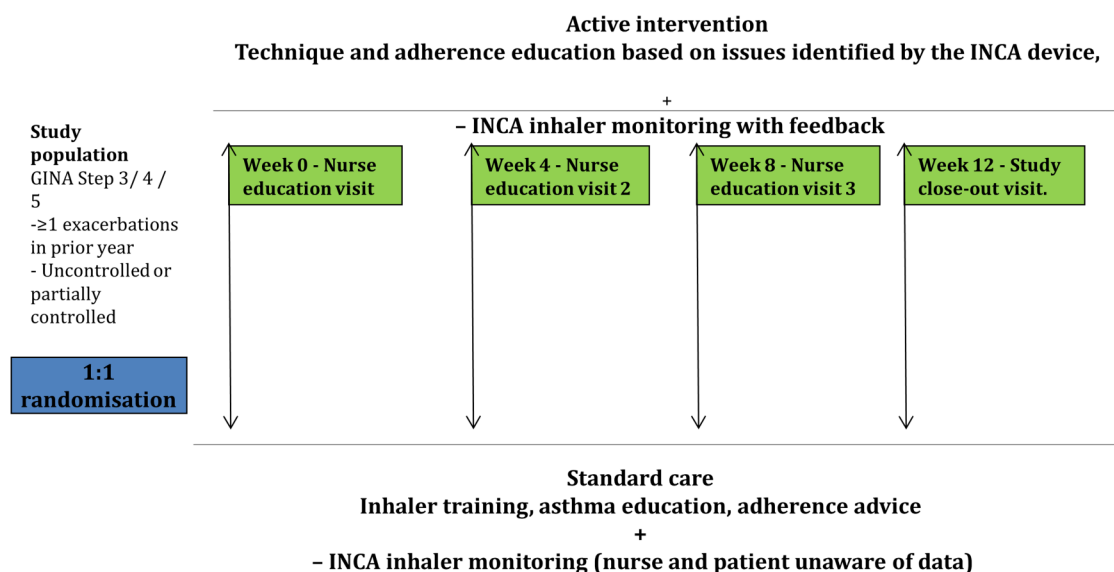 Active intervention
Technique and adherence education based on issues identified by the INCA device,
+
– INCA inhaler monitoring with feedback
Study
population
GINA Step 3/ 4 /
5
-≥1 exacerbations
in prior year
- Uncontrolled or
partially
controlled
1:1
randomisation
Week 0 - Nurse
education visit
Week 4 - Nurse
education visit 2
Week 8 - Nurse
education visit 3
Week 12 - Study
close-out visit.
Standard care
Inhaler training, asthma education, adherence advice
+
– INCA inhaler monitoring (nurse and patient unaware of data)